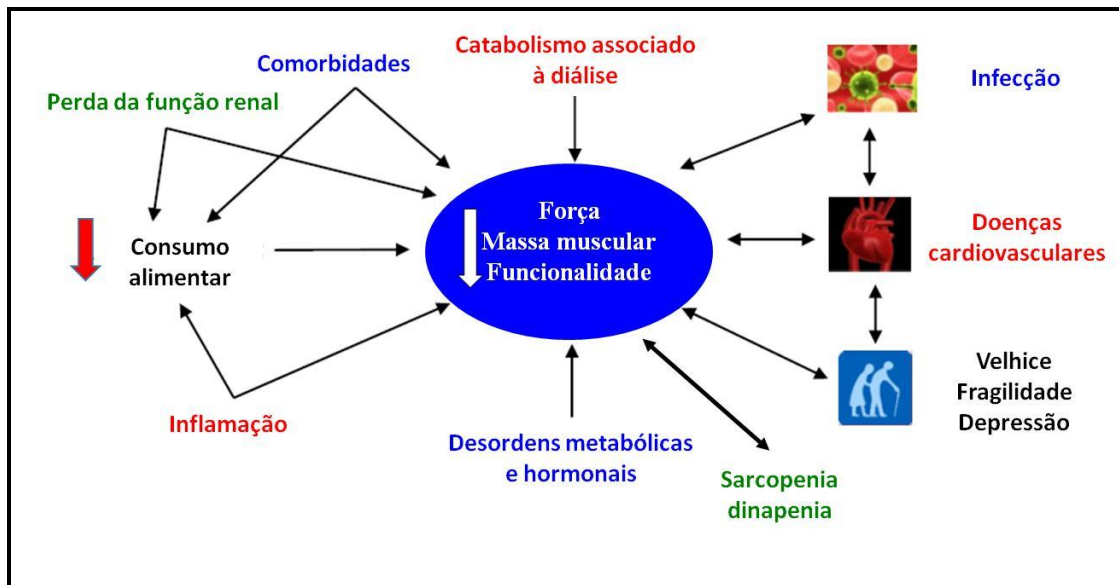 Comorbidades
Catabolismo associado
à diálise
Infecção
Perda da função renal
Força
Massa muscular
Funcionalidade
Consumo
alimentar
Doenças
cardiovasculares
Velhice
Fragilidade
Depressão
Inflamação
Desordens metabólicas
e hormonais
Sarcopenia
dinapenia